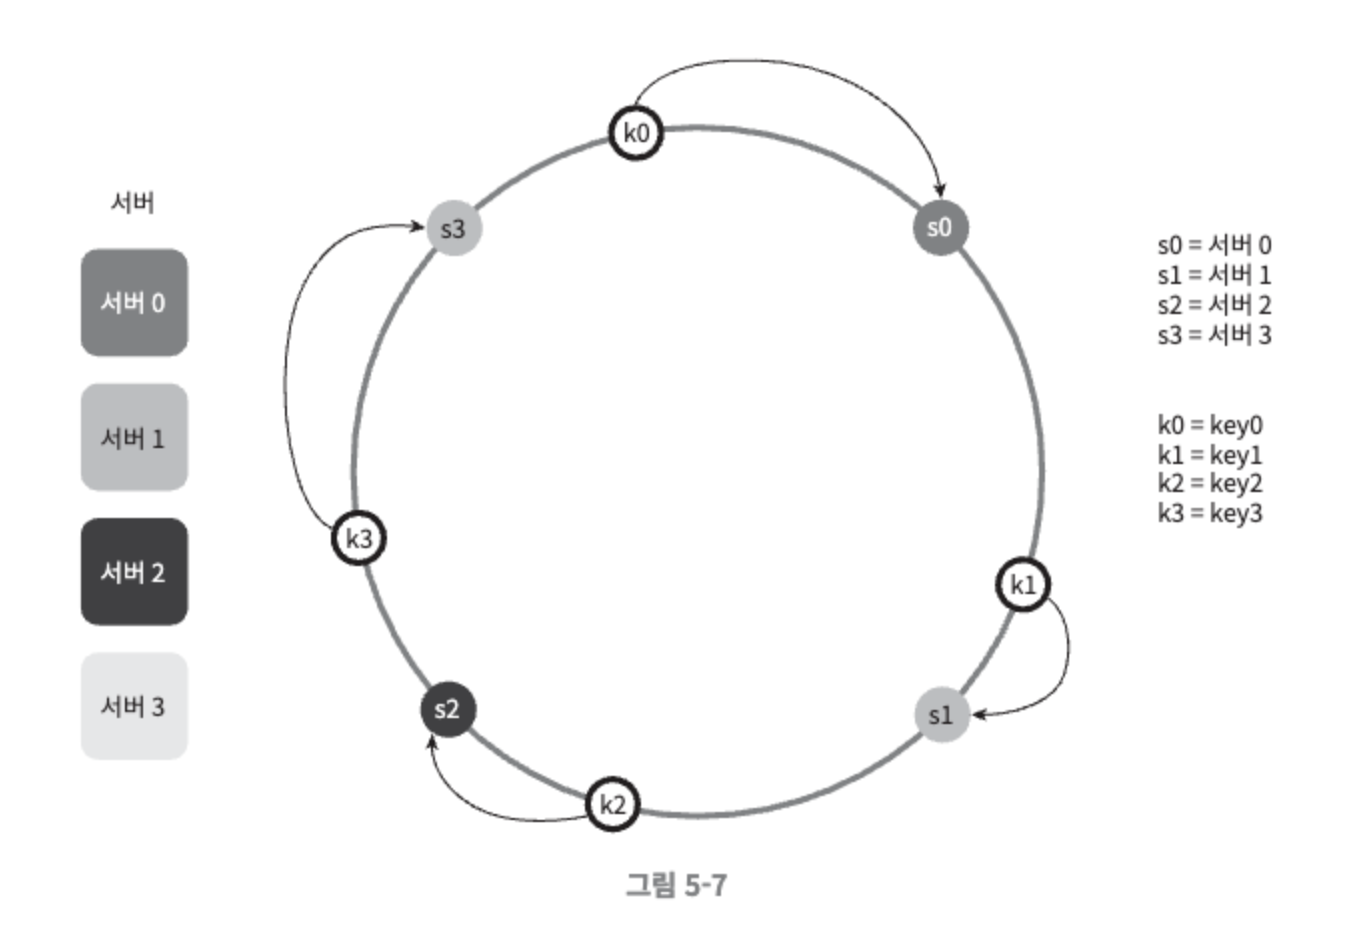 서버
서버 0
서버 1
서버 2
서버 3
k0
s3
s0
k3
k1
s2
s1
k2
s0 = 서버 0
s1 = 서버 1
s2 = 서버 2
s3 = 서버 3
k0 = key0
k1 = key1
k2 = key2
k3 = key3
그림 5-7